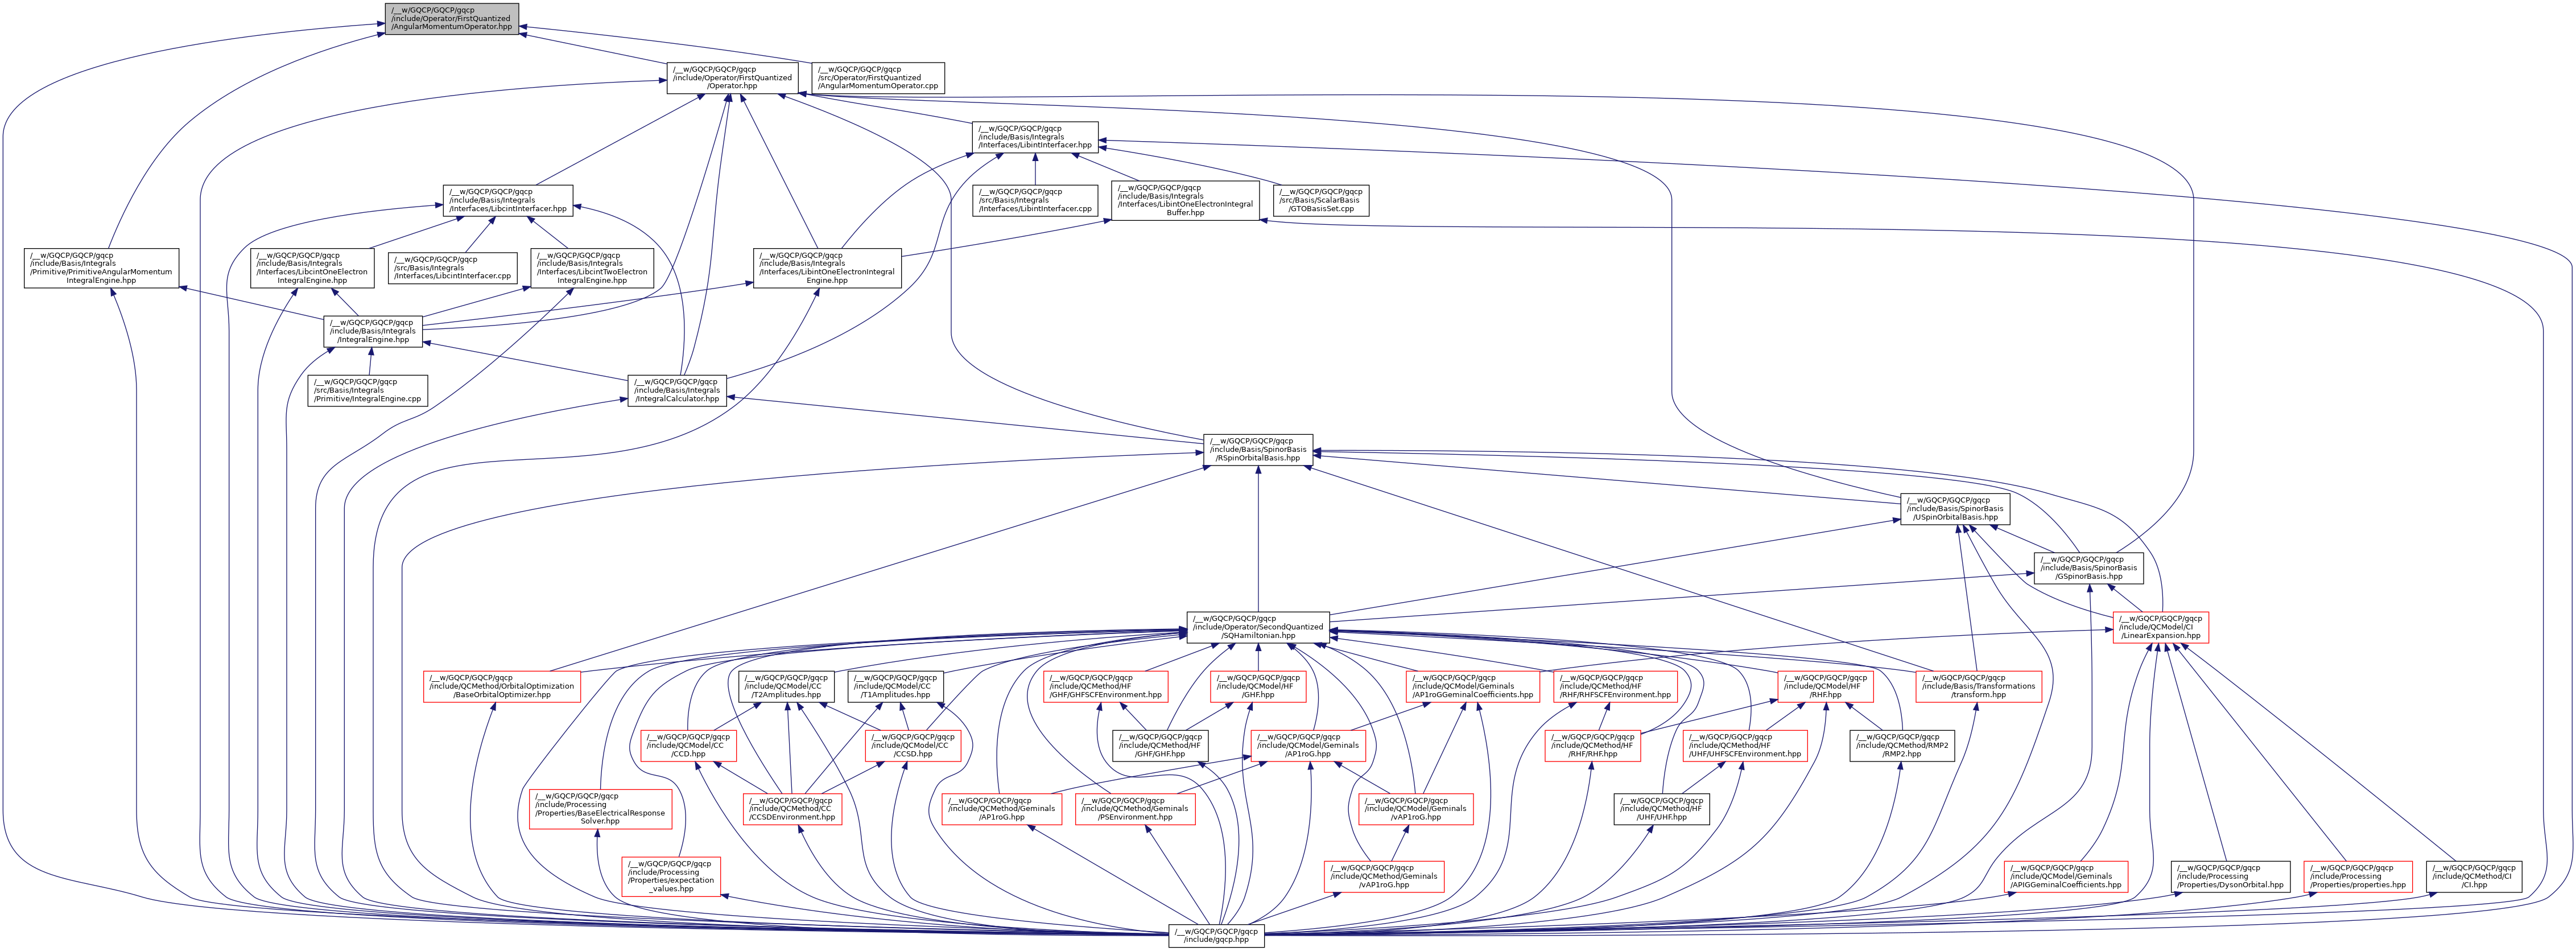 /__w/GQCP/GQCP/gqcp
/include/Operator/FirstQuantized
/AngularMomentumOperator.hpp
/__w/GQCP/GQCP/gqcp
/include/Operator/FirstQuantized
/Operator.hpp
/__w/GQCP/GQCP/gqcp
/src/Operator/FirstQuantized
/AngularMomentumOperator.cpp
/__w/GQCP/GQCP/gqcp
/include/Basis/Integrals
/Interfaces/LibintInterfacer.hpp
/__w/GQCP/GQCP/gqcp
/include/Basis/Integrals
/Interfaces/LibcintInterfacer.hpp
/__w/GQCP/GQCP/gqcp
/src/Basis/Integrals
/Interfaces/LibintInterfacer.cpp
/__w/GQCP/GQCP/gqcp
/include/Basis/Integrals
/Interfaces/LibintOneElectronIntegral
Buffer.hpp
/__w/GQCP/GQCP/gqcp
/src/Basis/ScalarBasis
/GTOBasisSet.cpp
/__w/GQCP/GQCP/gqcp
/include/Basis/Integrals
/Primitive/PrimitiveAngularMomentum
IntegralEngine.hpp
/__w/GQCP/GQCP/gqcp
/include/Basis/Integrals
/Interfaces/LibcintOneElectron
IntegralEngine.hpp
/__w/GQCP/GQCP/gqcp
/src/Basis/Integrals
/Interfaces/LibcintInterfacer.cpp
/__w/GQCP/GQCP/gqcp
/include/Basis/Integrals
/Interfaces/LibcintTwoElectron
IntegralEngine.hpp
/__w/GQCP/GQCP/gqcp
/include/Basis/Integrals
/Interfaces/LibintOneElectronIntegral
Engine.hpp
/__w/GQCP/GQCP/gqcp
/include/Basis/Integrals
/IntegralEngine.hpp
/__w/GQCP/GQCP/gqcp
/src/Basis/Integrals
/Primitive/IntegralEngine.cpp
/__w/GQCP/GQCP/gqcp
/include/Basis/Integrals
/IntegralCalculator.hpp
/__w/GQCP/GQCP/gqcp
/include/Basis/SpinorBasis
/RSpinOrbitalBasis.hpp
/__w/GQCP/GQCP/gqcp
/include/Basis/SpinorBasis
/USpinOrbitalBasis.hpp
/__w/GQCP/GQCP/gqcp
/include/Basis/SpinorBasis
/GSpinorBasis.hpp
/__w/GQCP/GQCP/gqcp
/include/Operator/SecondQuantized
/SQHamiltonian.hpp
/__w/GQCP/GQCP/gqcp
/include/QCModel/CI
/LinearExpansion.hpp
/__w/GQCP/GQCP/gqcp
/include/QCMethod/OrbitalOptimization
/BaseOrbitalOptimizer.hpp
/__w/GQCP/GQCP/gqcp
/include/QCModel/CC
/T2Amplitudes.hpp
/__w/GQCP/GQCP/gqcp
/include/QCModel/CC
/T1Amplitudes.hpp
/__w/GQCP/GQCP/gqcp
/include/QCMethod/HF
/GHF/GHFSCFEnvironment.hpp
/__w/GQCP/GQCP/gqcp
/include/QCModel/HF
/GHF.hpp
/__w/GQCP/GQCP/gqcp
/include/QCModel/Geminals
/AP1roGGeminalCoefficients.hpp
/__w/GQCP/GQCP/gqcp
/include/QCMethod/HF
/RHF/RHFSCFEnvironment.hpp
/__w/GQCP/GQCP/gqcp
/include/QCModel/HF
/RHF.hpp
/__w/GQCP/GQCP/gqcp
/include/Basis/Transformations
/transform.hpp
/__w/GQCP/GQCP/gqcp
/include/QCModel/CC
/CCD.hpp
/__w/GQCP/GQCP/gqcp
/include/QCModel/CC
/CCSD.hpp
/__w/GQCP/GQCP/gqcp
/include/QCMethod/HF
/GHF/GHF.hpp
/__w/GQCP/GQCP/gqcp
/include/QCModel/Geminals
/AP1roG.hpp
/__w/GQCP/GQCP/gqcp
/include/QCMethod/HF
/RHF/RHF.hpp
/__w/GQCP/GQCP/gqcp
/include/QCMethod/HF
/UHF/UHFSCFEnvironment.hpp
/__w/GQCP/GQCP/gqcp
/include/QCMethod/RMP2
/RMP2.hpp
/__w/GQCP/GQCP/gqcp
/include/Processing
/Properties/BaseElectricalResponse
Solver.hpp
/__w/GQCP/GQCP/gqcp
/include/QCMethod/CC
/CCSDEnvironment.hpp
/__w/GQCP/GQCP/gqcp
/include/QCMethod/Geminals
/AP1roG.hpp
/__w/GQCP/GQCP/gqcp
/include/QCMethod/Geminals
/PSEnvironment.hpp
/__w/GQCP/GQCP/gqcp
/include/QCModel/Geminals
/vAP1roG.hpp
/__w/GQCP/GQCP/gqcp
/include/QCMethod/HF
/UHF/UHF.hpp
/__w/GQCP/GQCP/gqcp
/include/Processing
/Properties/expectation
_values.hpp
/__w/GQCP/GQCP/gqcp
/include/QCMethod/Geminals
/vAP1roG.hpp
/__w/GQCP/GQCP/gqcp
/include/QCModel/Geminals
/APIGGeminalCoefficients.hpp
/__w/GQCP/GQCP/gqcp
/include/Processing
/Properties/DysonOrbital.hpp
/__w/GQCP/GQCP/gqcp
/include/Processing
/Properties/properties.hpp
/__w/GQCP/GQCP/gqcp
/include/QCMethod/CI
/CI.hpp
/__w/GQCP/GQCP/gqcp
/include/gqcp.hpp